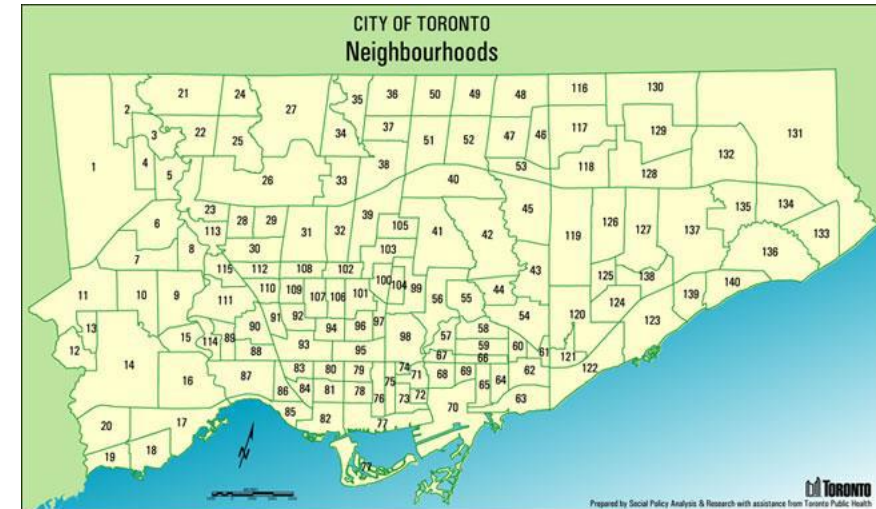 CITY OF TORONTO
Neighbourhoods
21 24 27 35 36 50 49 48 116 130
2 3 22 25 34 37 51 52 47 46 117 129 131
1 4 5 26 33 38 40 53 118 128 132
6 23 113 28 29 31 32 39 105 41 42 45 119 126 127 137 135 134 133
7 8 30 103 136
115 112 108 102 43 125 138
11 10 9 111 110 109 107 106 101 100 104 99 56 55 44 124 139 140
13 91 92 94 96 97 98 57 58 54 120 123
12 14 15 114 89 90 88 93 95 67 59 66 60 61 121 122
16 87 83 80 79 75 74 71 68 69 62
86 84 81 78 76 73 72 65 64 63
20 17 85 82 77 70
19 18 77
N
TORONTO
Prepared by Social Policy Analysis & Research with assistance from Toronto Public Health